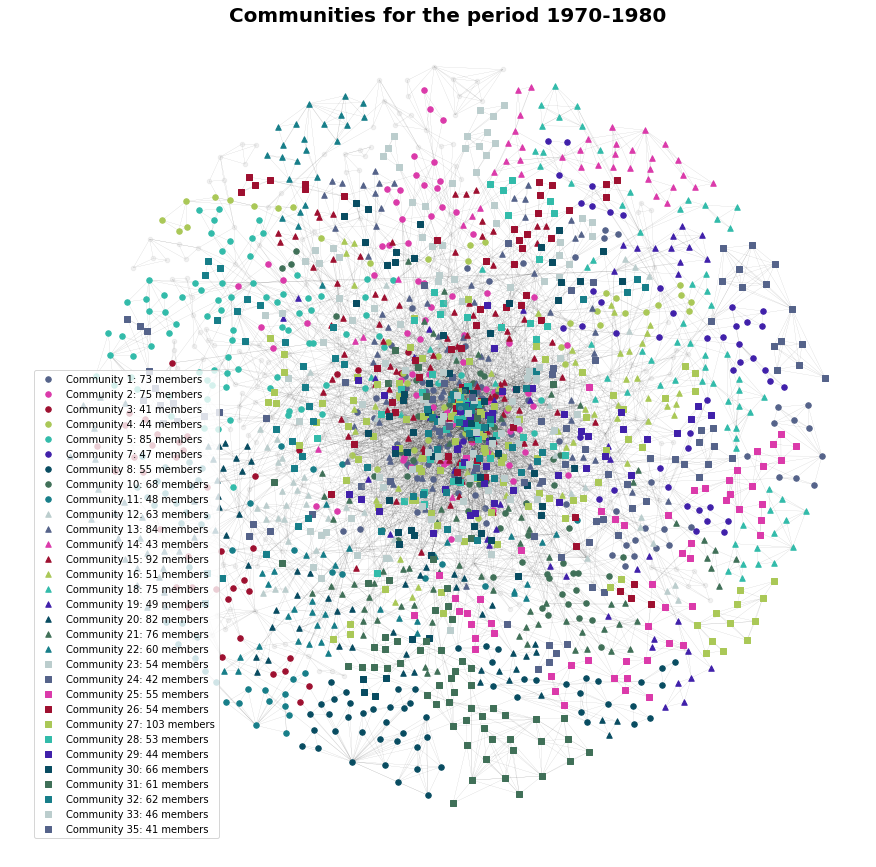 Communities for the period 1970-1980
Community 1: 73 members
Community 2: 75 members
Community 3: 41 members
Community 4: 44 members
Community 5: 85 members
Community 7: 47 members
Community 8: 55 members
Community 10: 68 members
Community 11: 48 members
Community 12: 63 members
Community 13: 84 members
Community 14: 43 members
Community 15: 92 members
Community 16: 51 members
Community 18: 75 members
Community 19: 49 members
Community 20: 82 members
Community 21: 76 members
Community 22: 60 members
Community 23: 54 members
Community 24: 42 members
Community 25: 55 members
Community 26: 54 members
Community 27: 103 members
Community 28: 53 members
Community 29: 44 members
Community 30: 66 members
Community 31: 61 members
Community 32: 62 members
Community 33: 46 members
Community 35: 41 members